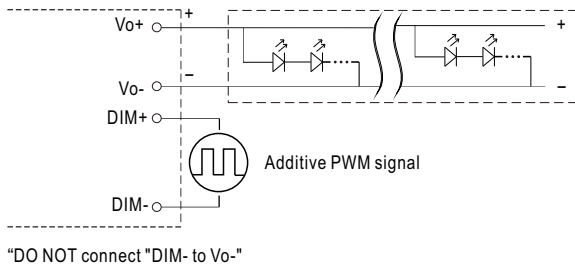 Vo+ + +
Vo- – –
DIM+
Additive PWM signal
DIM-
“DO NOT connect "DIM- to Vo-"